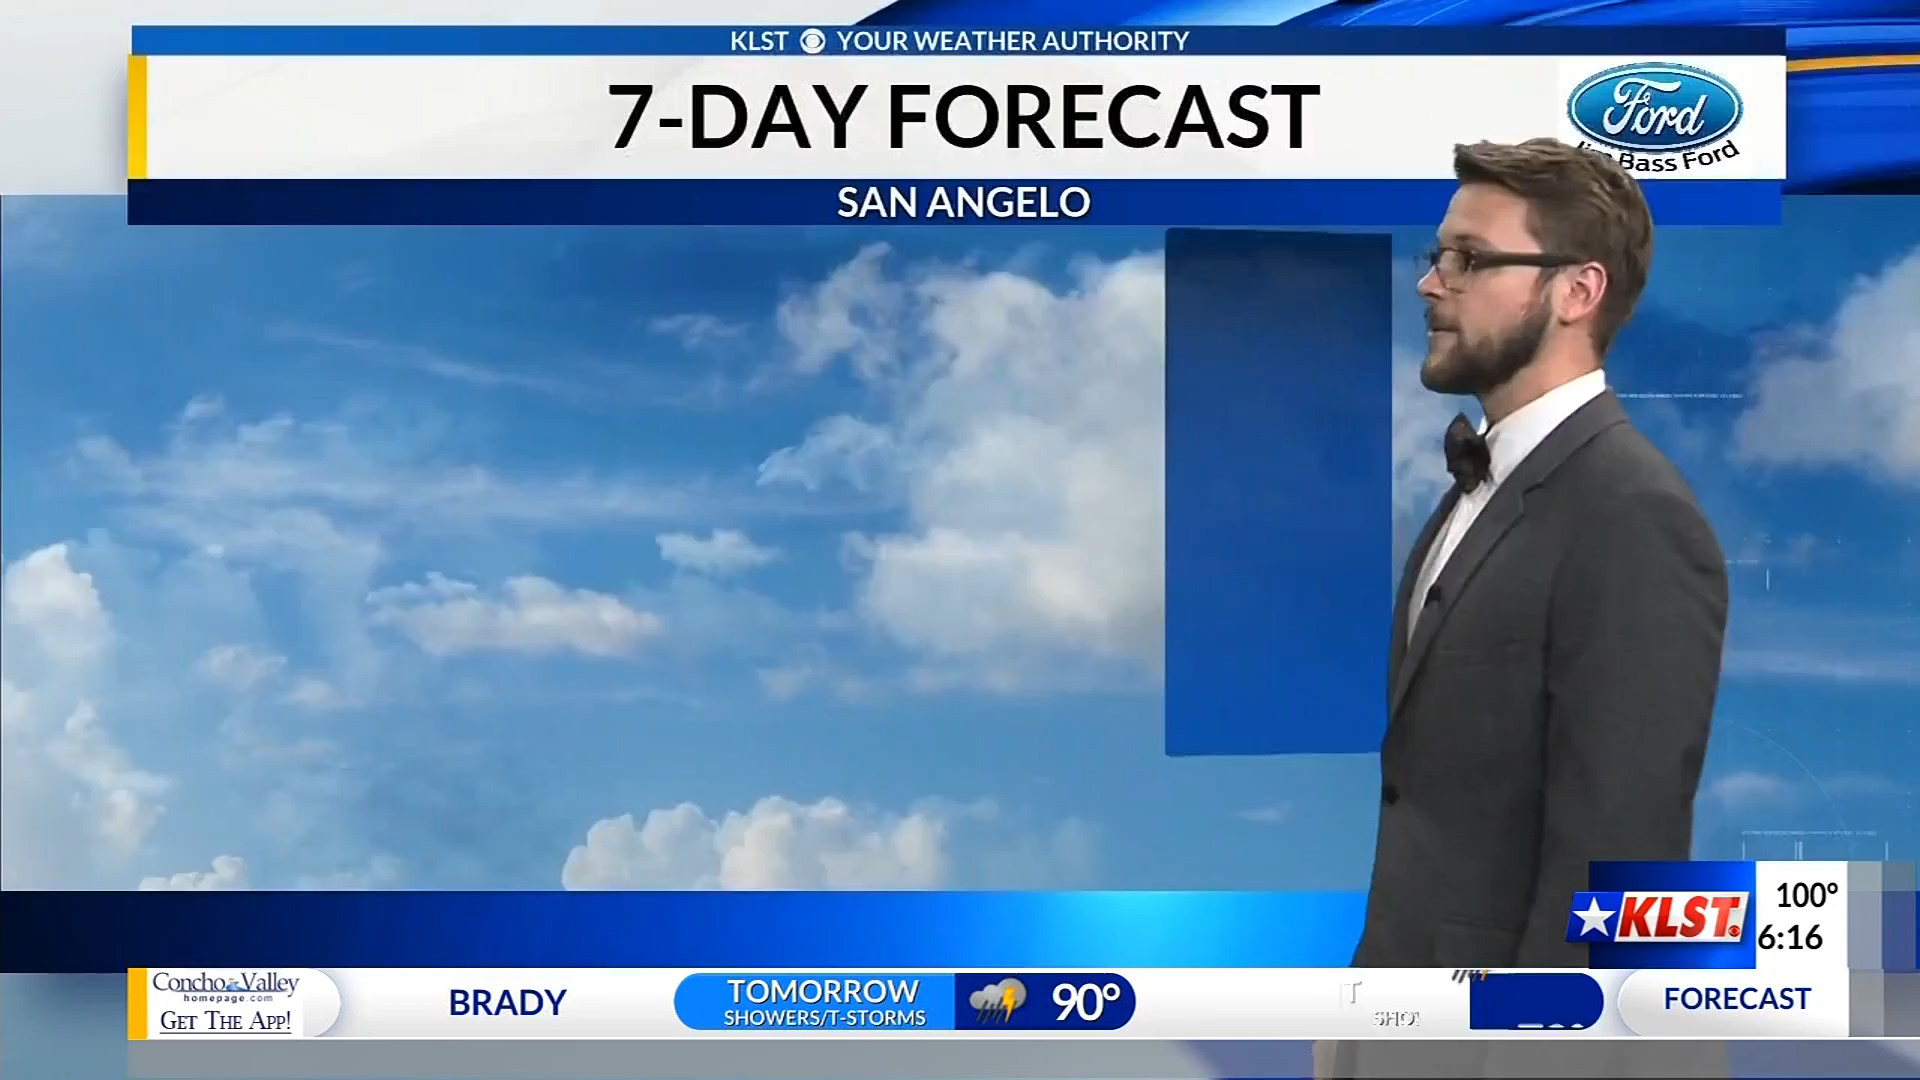 KLST YOUR WEATHER AUTHORITY
7-DAY FORECAST
Ford
Bass Ford
SAN ANGELO
KLST
100°
6:16
Concho Valley
homepage.com
GET THE APP!
BRADY
TOMORROW
SHOWERS/T-STORMS
90°
FORECAST